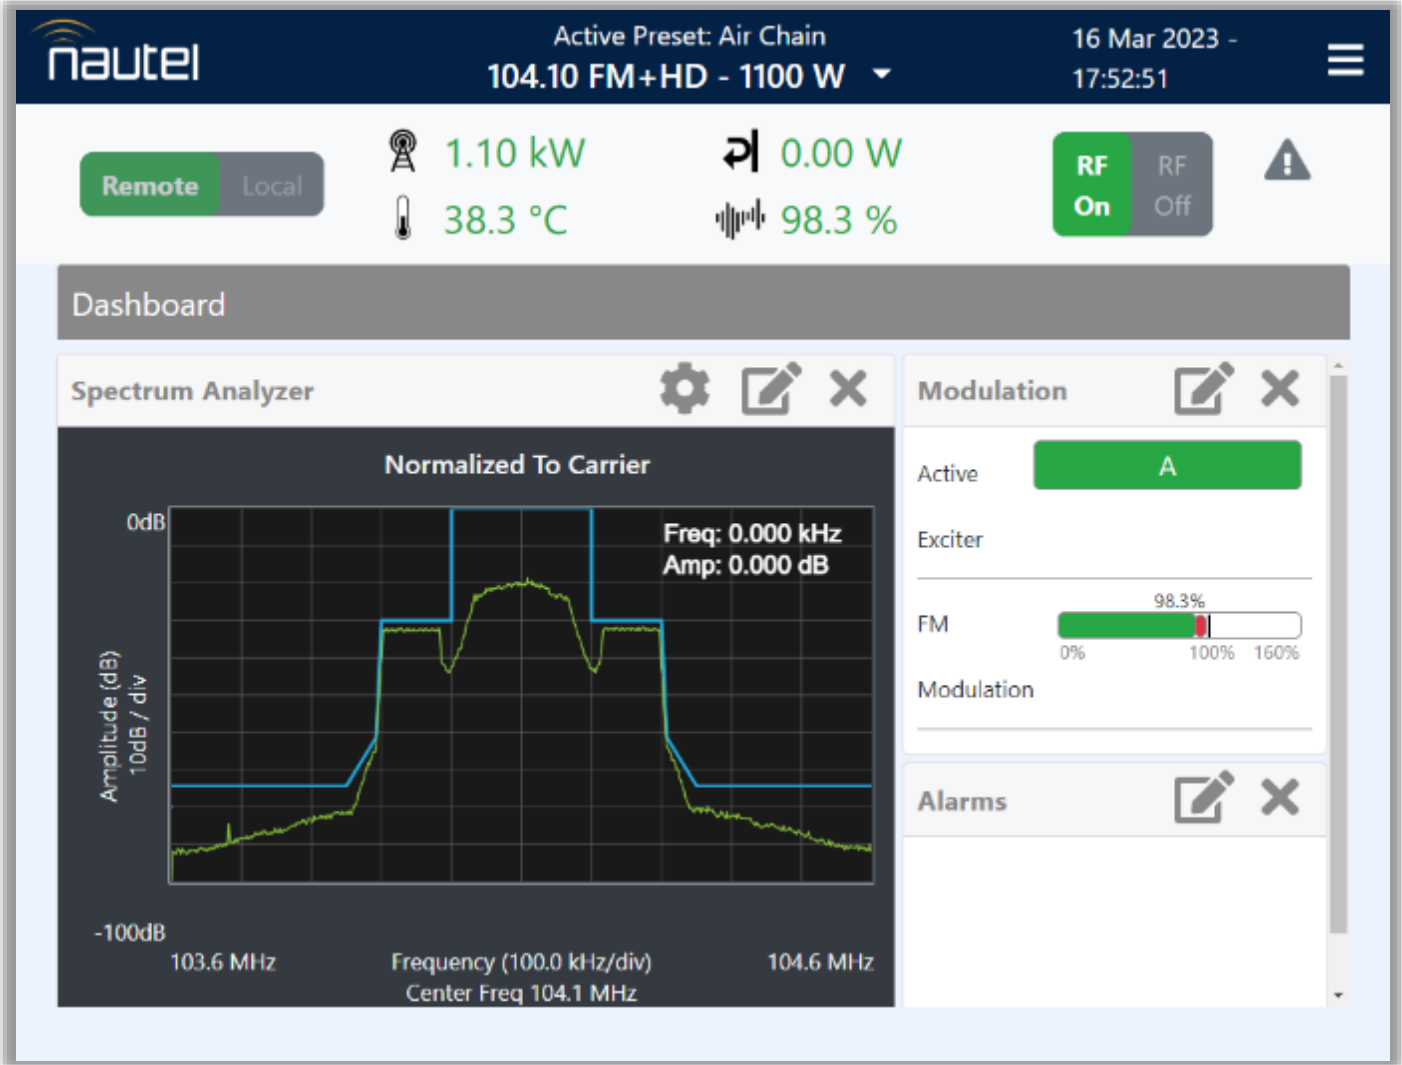 nautel
Active Preset: Air Chain
104.10 FM+HD - 1100 W
16 Mar 2023 -
17:52:51
Remote
Local
1.10 kW
0.00 W
38.3 °C
98.3 %
RF
On
RF
Off
Dashboard
Spectrum Analyzer
Normalized To Carrier
0dB
Freq: 0.000 kHz
Amp: 0.000 dB
Amplitude (dB)
10dB / div
-100dB
103.6 MHz
Frequency (100.0 kHz/div)
104.6 MHz
Center Freq 104.1 MHz
Modulation
Active
A
Exciter
98.3%
FM
0%
100%
160%
Modulation
Alarms